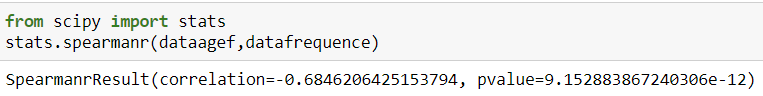 from scipy import stats
stats.spearmanr(dataagef,datafrequence)
SpearmanrResult(correlation=-0.6846206425153794, pvalue=9.152883867240306e-12)